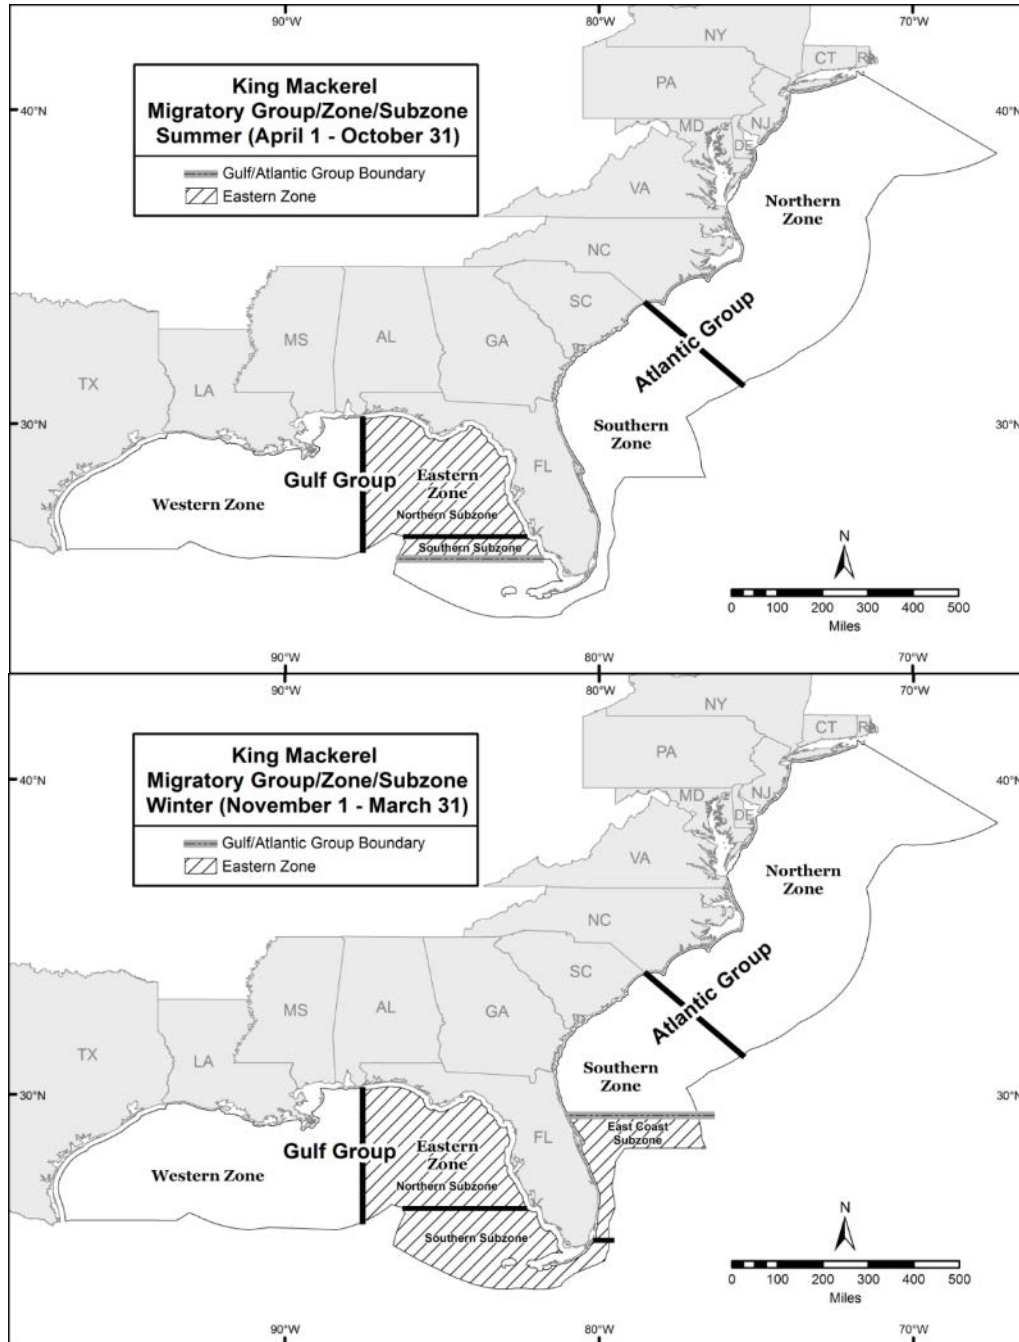 90°W
80°W
70°W
NY
CT
R
PA
King Mackerel
Migratory Group/Zone/Subzone
Summer (April 1 - October 31)
40°N
40°N
MD
NJ
DE
Gulf/Atlantic Group Boundary
Eastern Zone
VA
Northern
Zone
NC
SC
Atlantic Group
MS
AL
GA
TX
LA
30°N
30°N
Southern
Zone
FL
Gulf Group
Eastern
Zone
Western Zone
Northern Subzone
Southern Subzone
N
0 100 200 300 400 500
Miles
90°W
80°W
70°W
90°W
80°W
70°W
NY
CT
R
PA
King Mackerel
Migratory Group/Zone/Subzone
Winter (November 1 - March 31)
40°N
40°N
MD
NJ
DE
Gulf/Atlantic Group Boundary
Eastern Zone
VA
Northern
Zone
NC
SC
Atlantic Group
MS
AL
GA
TX
LA
Southern
Zone
30°N
30°N
East Coast
Subzone
FL
Gulf Group
Eastern
Zone
Western Zone
Northern Subzone
Southern Subzone
N
0 100 200 300 400 500
Miles
90°W
80°W
70°W